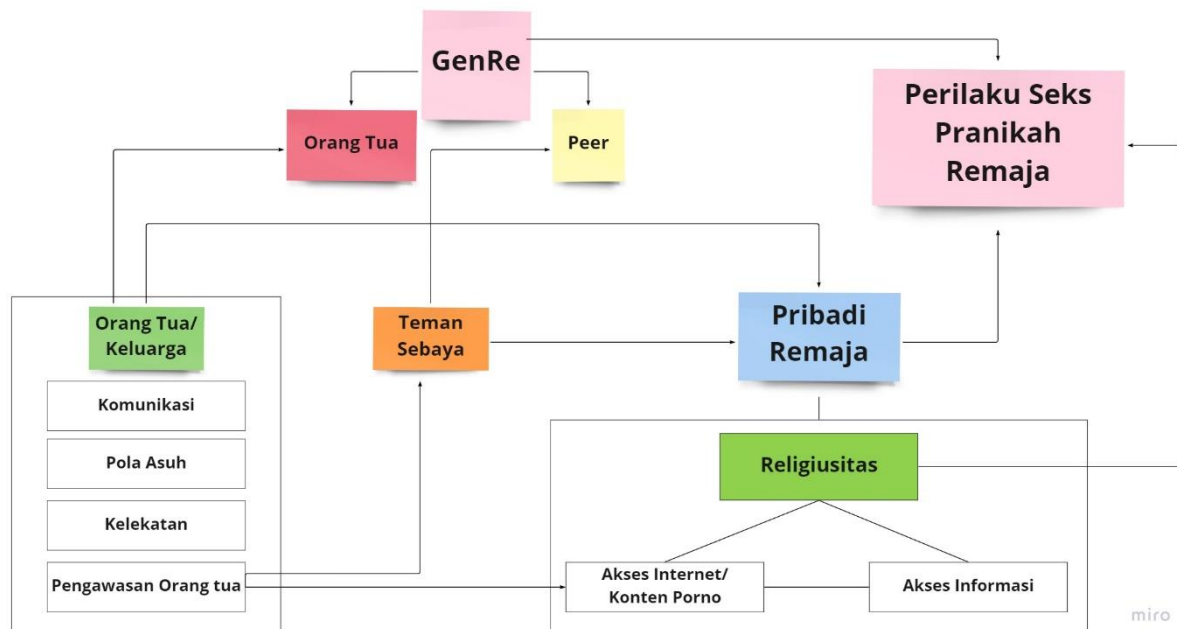 GenRe
Orang Tua
Peer
Perilaku Seks
Pranikah
Remaja
Orang Tua/
Keluarga
Teman
Sebaya
Pribadi
Remaja
Komunikasi
Pola Asuh
Kelekatan
Pengawasan Orang tua
Religiusitas
Akses Internet/
Konten Porno
Akses Informasi
miro